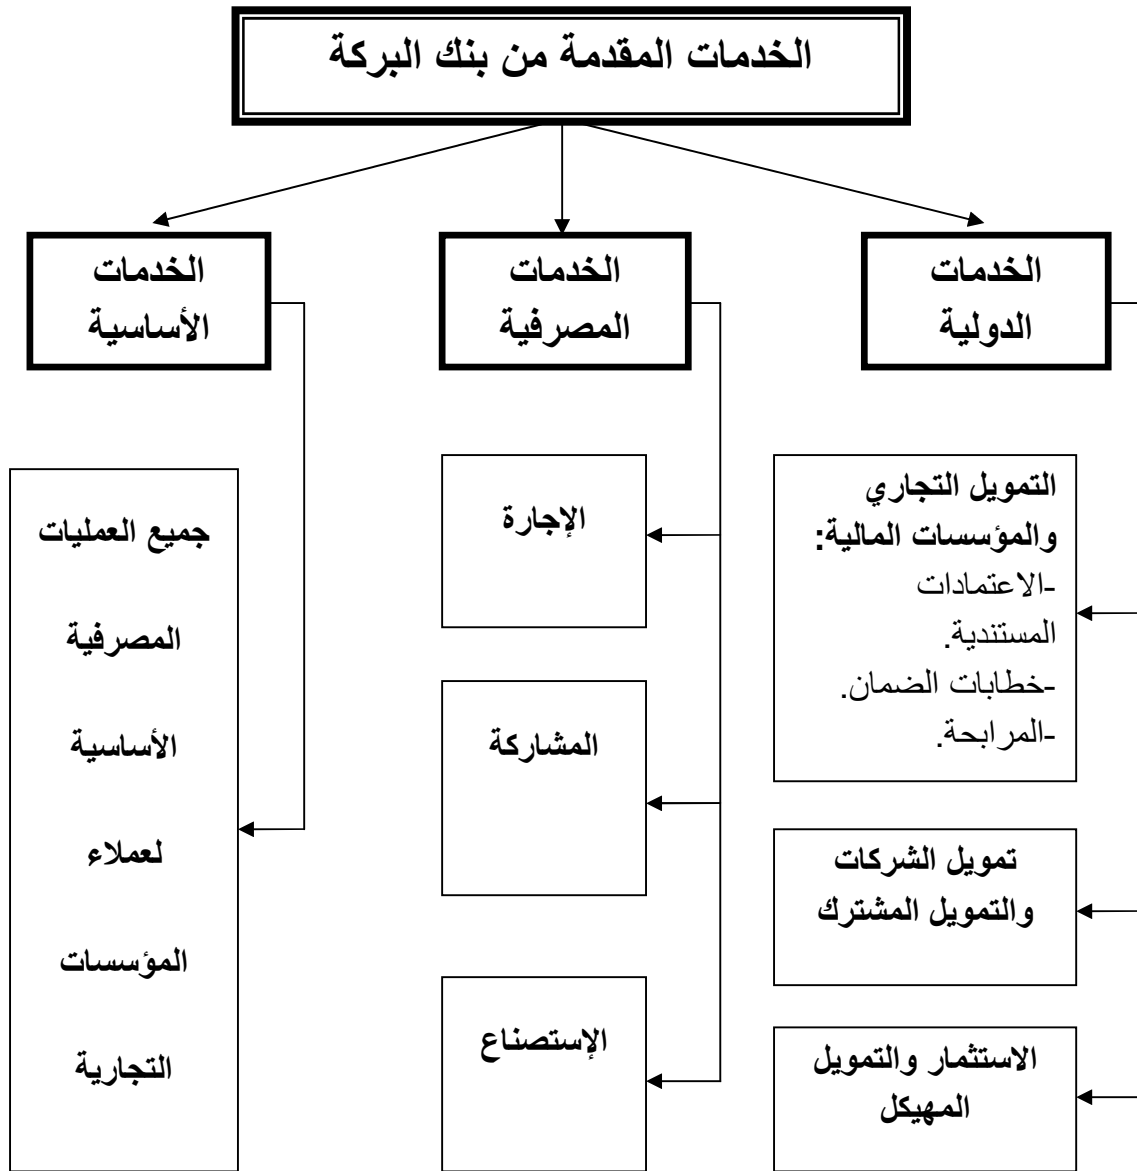 الخدمات المقدمة من بنك البركة
الخدمات
الدولية
الخدمات
المصرفية
الخدمات
الأساسية
التمويل التجاري
والمؤسسات المالية:
-الاعتمادات
المستندية.
-خطابات الضمان.
-المرابحة.
تمويل الشركات
والتمويل المشترك
الاستثمار والتمويل
المهيكل
الإجارة
المشاركة
الإستصناع
جميع العمليات
المصرفية
الأساسية
لعملاء
المؤسسات
التجارية